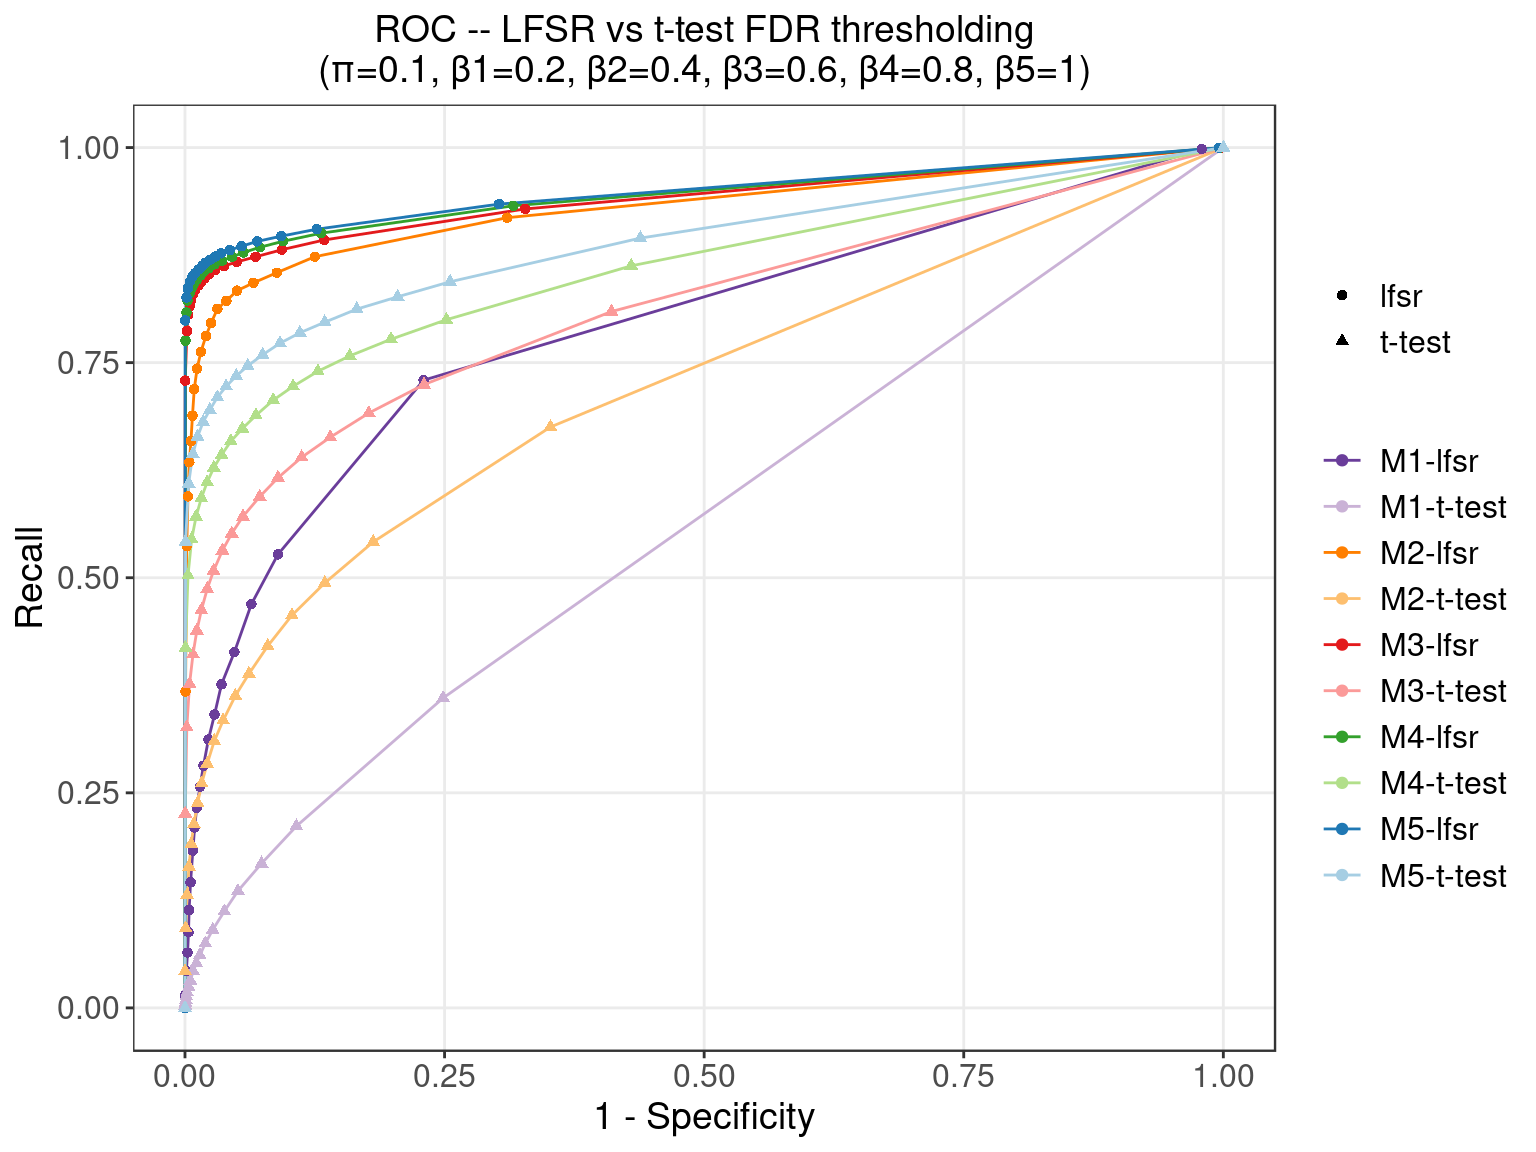 ROC -- LFSR vs t-test FDR thresholding
(π=0.1, β1=0.2, β2=0.4, β3=0.6, β4=0.8, β5=1)
1.00
0.75
0.50
0.25
0.00
Recall
0.00
0.25
0.50
0.75
1.00
1 - Specificity
lfsr
t-test
M1-lfsr
M1-t-test
M2-lfsr
M2-t-test
M3-lfsr
M3-t-test
M4-lfsr
M4-t-test
M5-lfsr
M5-t-test